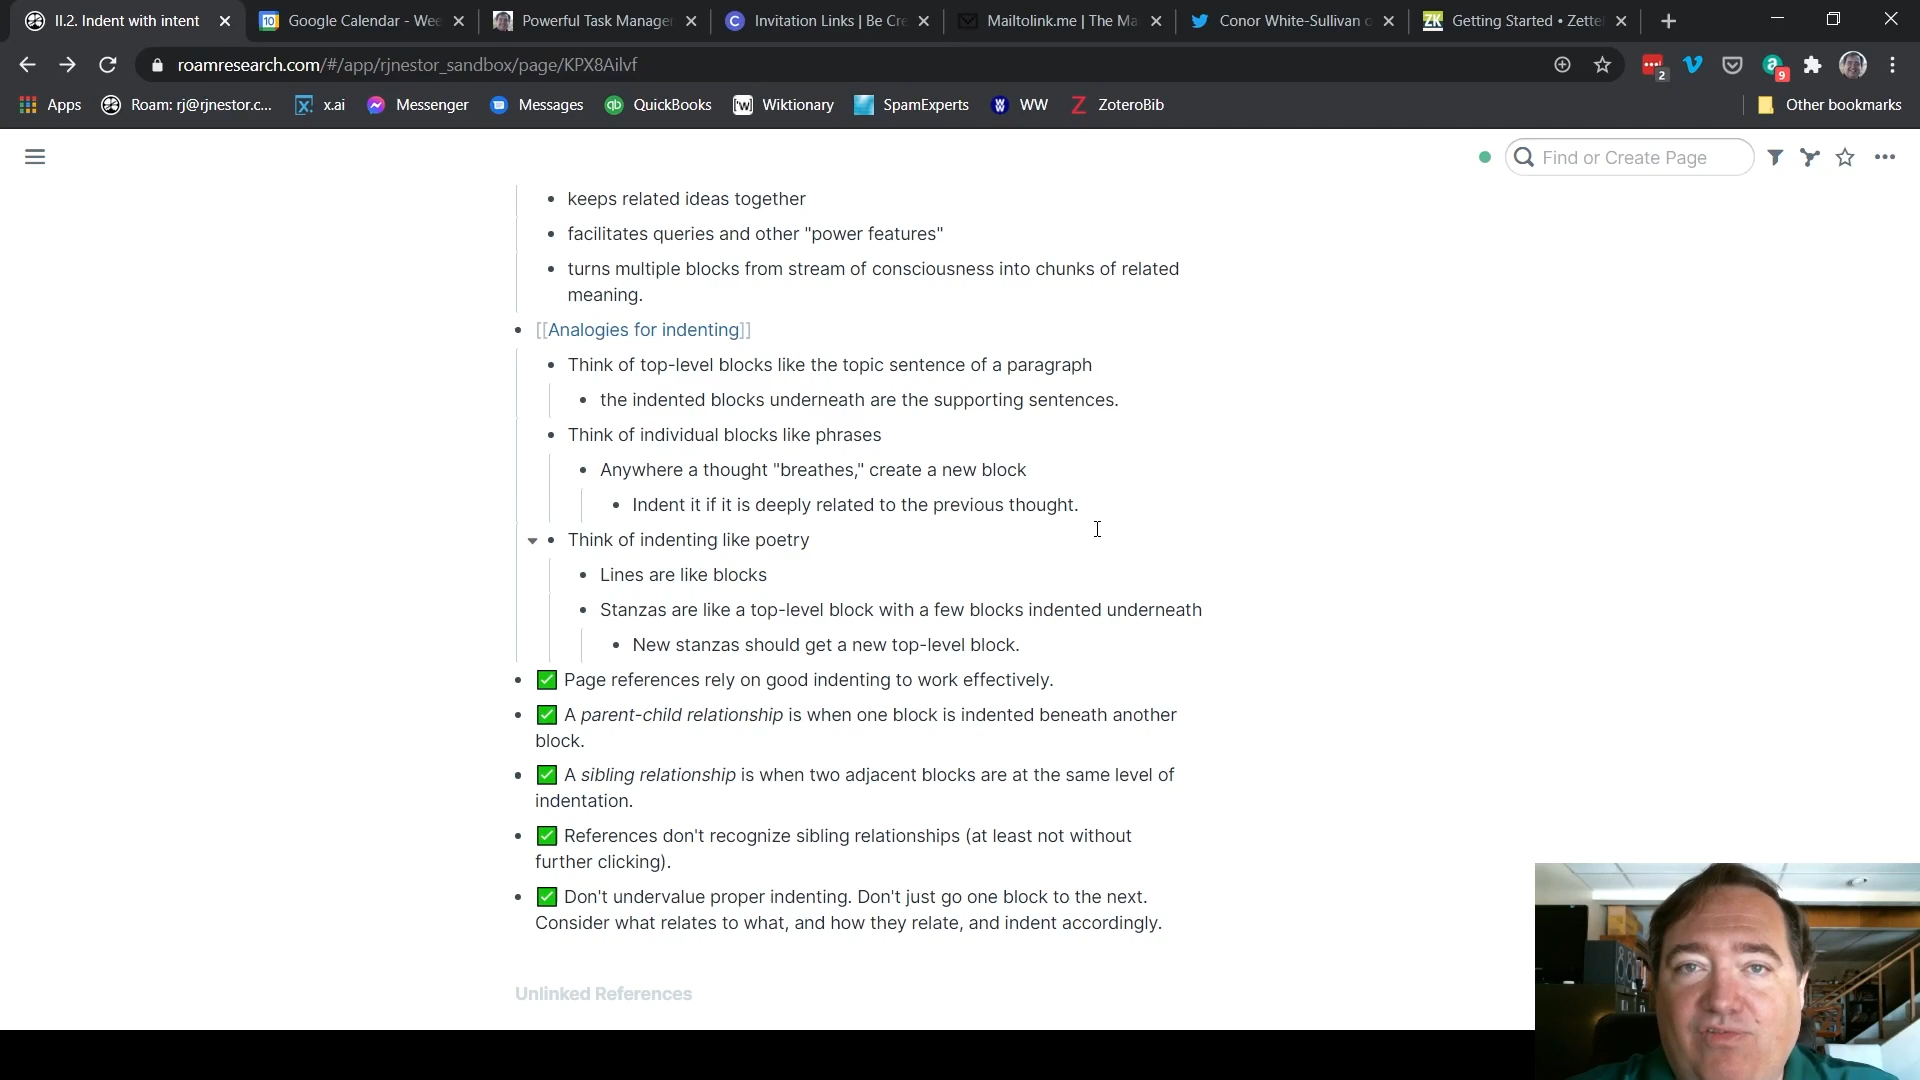 II.2. Indent with intent
Google Calendar - Wee
Powerful Task Manager
Invitation Links | Be Cre
Mailtolink.me | The Ma
Conor White-Sullivan o
Getting Started • Zette
roamresearch.com/#/app/rjnestor_sandbox/page/KPX8Ailvf
2
9
Apps
Roam: rj@rjnestor.c...
x.ai
Messenger
Messages
QuickBooks
Wiktionary
SpamExperts
WW
ZoteroBib
Other bookmarks
Find or Create Page
keeps related ideas together
facilitates queries and other "power features"
turns multiple blocks from stream of consciousness into chunks of related
meaning.
[[Analogies for indenting]]
Think of top-level blocks like the topic sentence of a paragraph
the indented blocks underneath are the supporting sentences.
Think of individual blocks like phrases
Anywhere a thought "breathes," create a new block
Indent it if it is deeply related to the previous thought.
Think of indenting like poetry
Lines are like blocks
Stanzas are like a top-level block with a few blocks indented underneath
New stanzas should get a new top-level block.
✅ Page references rely on good indenting to work effectively.
✅ A parent-child relationship is when one block is indented beneath another
block.
✅ A sibling relationship is when two adjacent blocks are at the same level of
indentation.
✅ References don't recognize sibling relationships (at least not without
further clicking).
✅ Don't undervalue proper indenting. Don't just go one block to the next.
Consider what relates to what, and how they relate, and indent accordingly.
Unlinked References